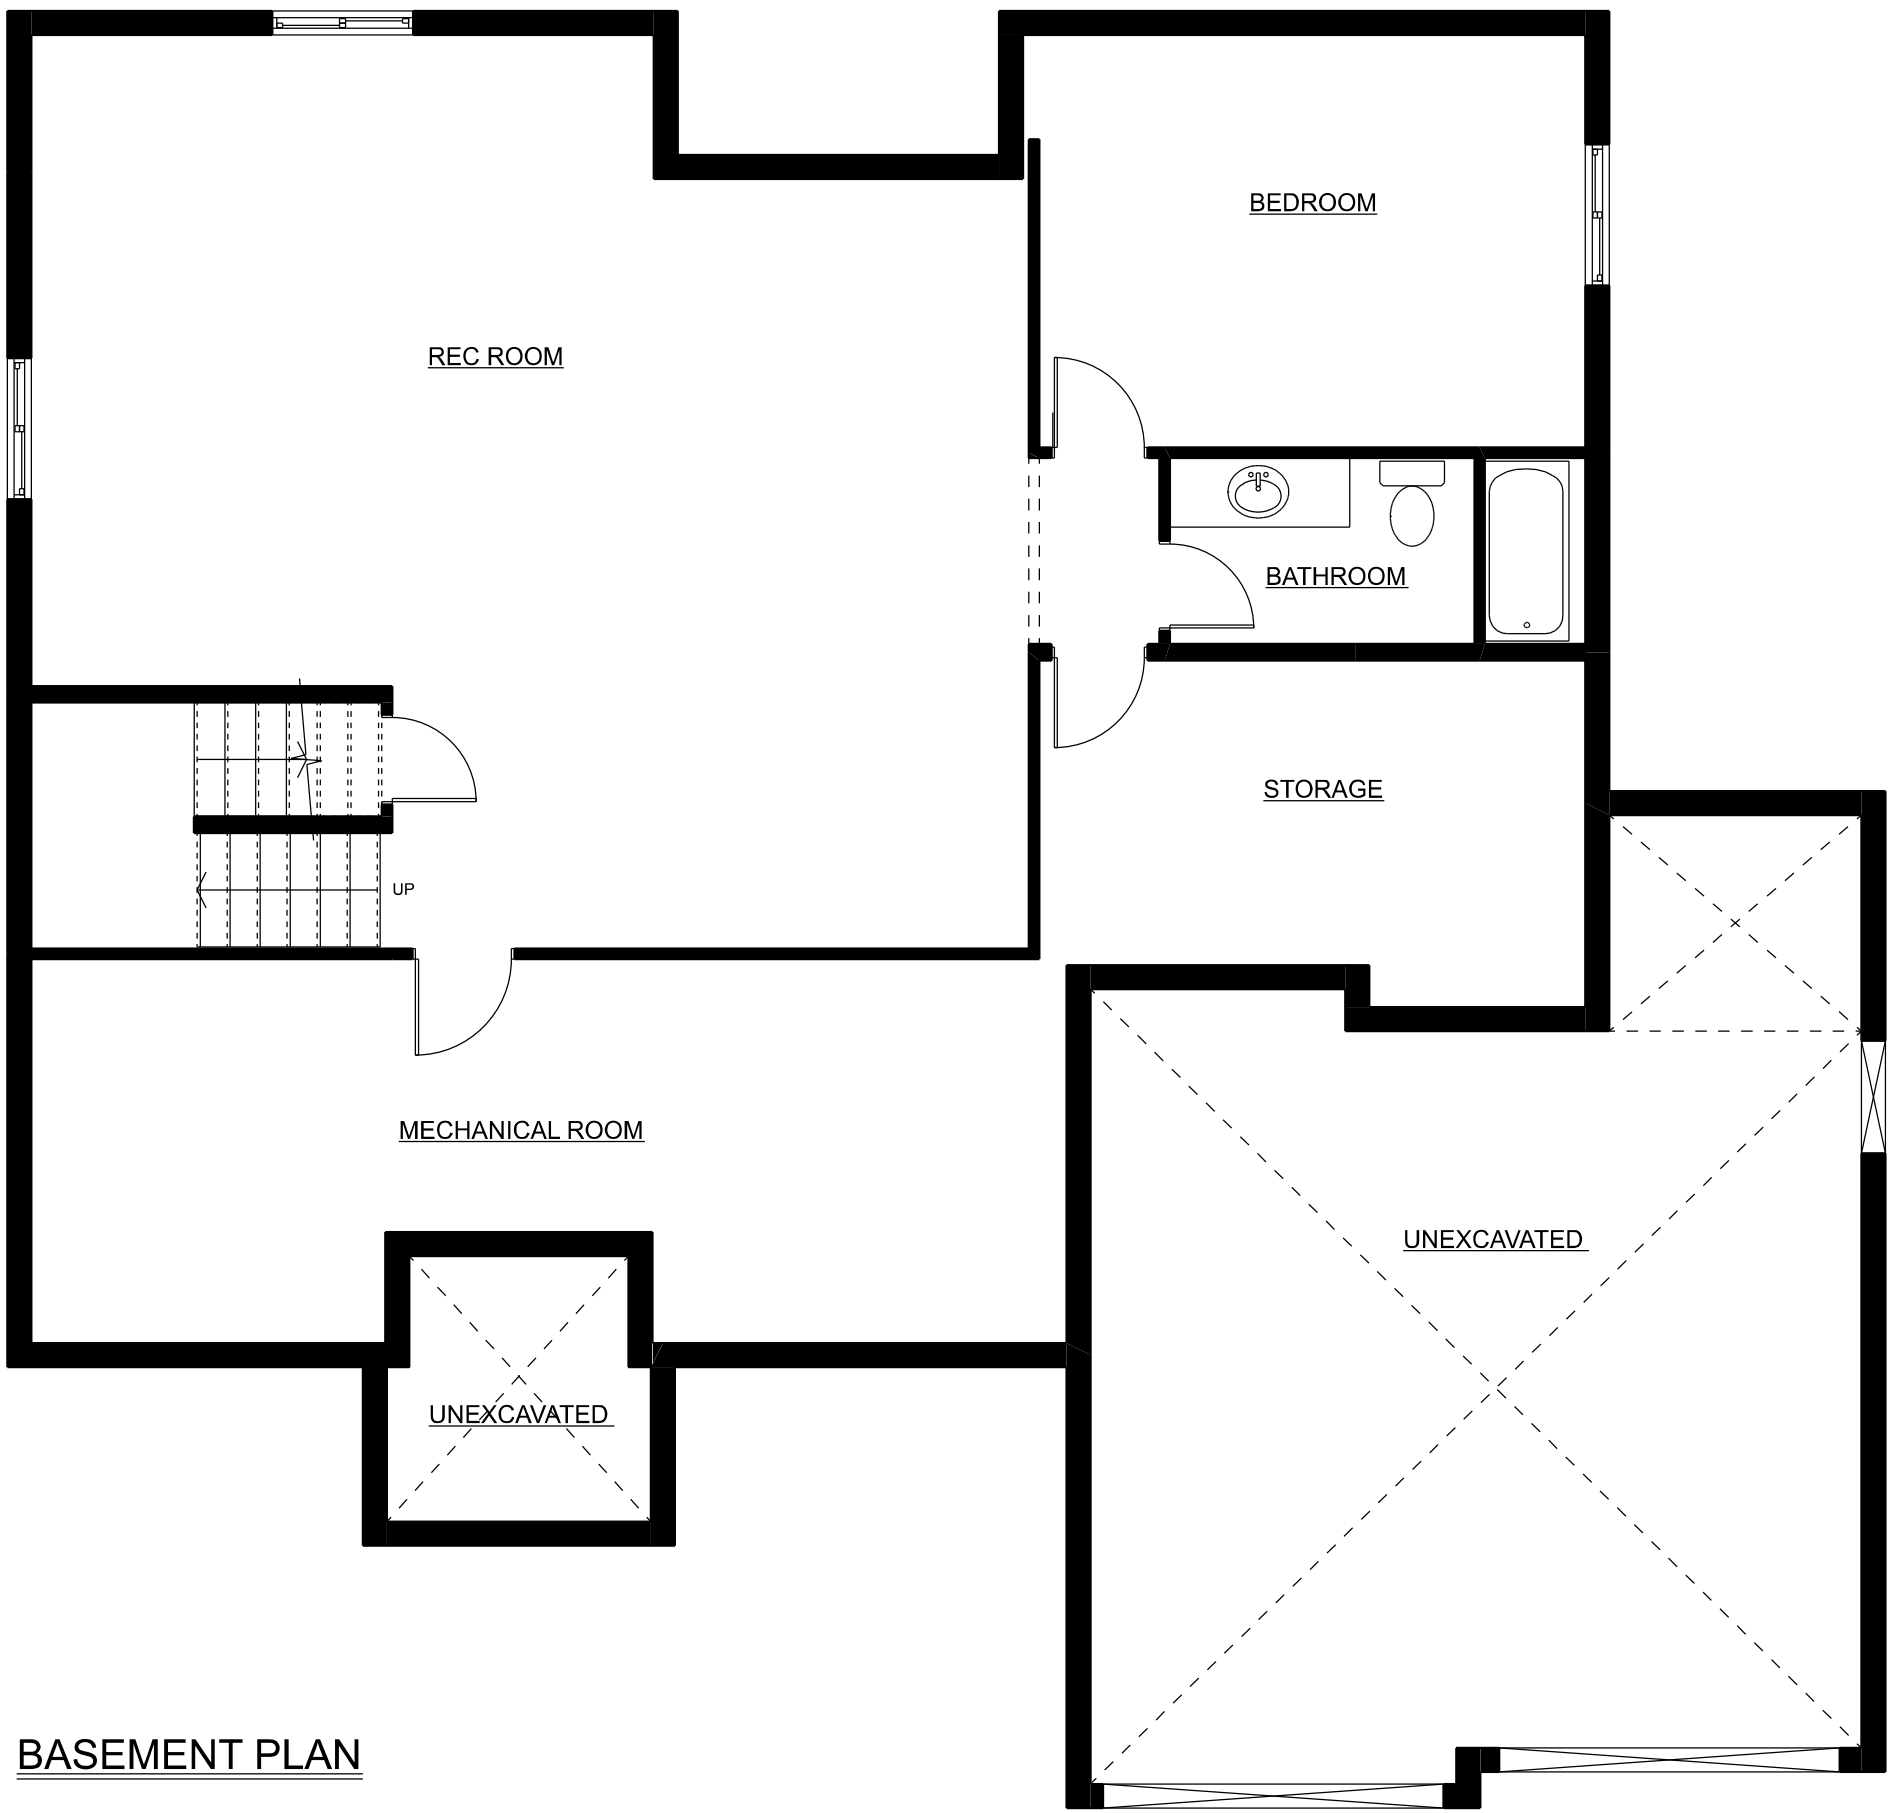 BEDROOM
REC ROOM
BATHROOM
STORAGE
UP
MECHANICAL ROOM
UNEXCAVATED
UNEXCAVATED
BASEMENT PLAN